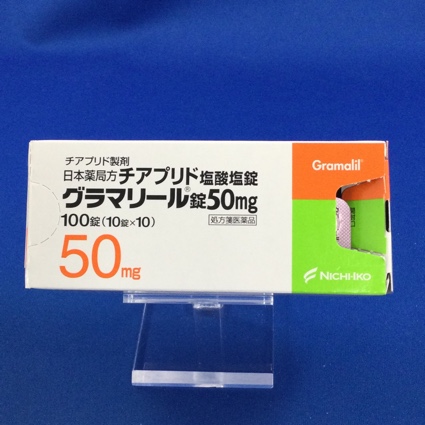 チアプリド製剤
日本薬局方チアプリド塩酸塩錠
グラマリール®錠50mg
100錠(10錠×10)
処方箋医薬品
50mg
Gramalil®
NICHI-IKO